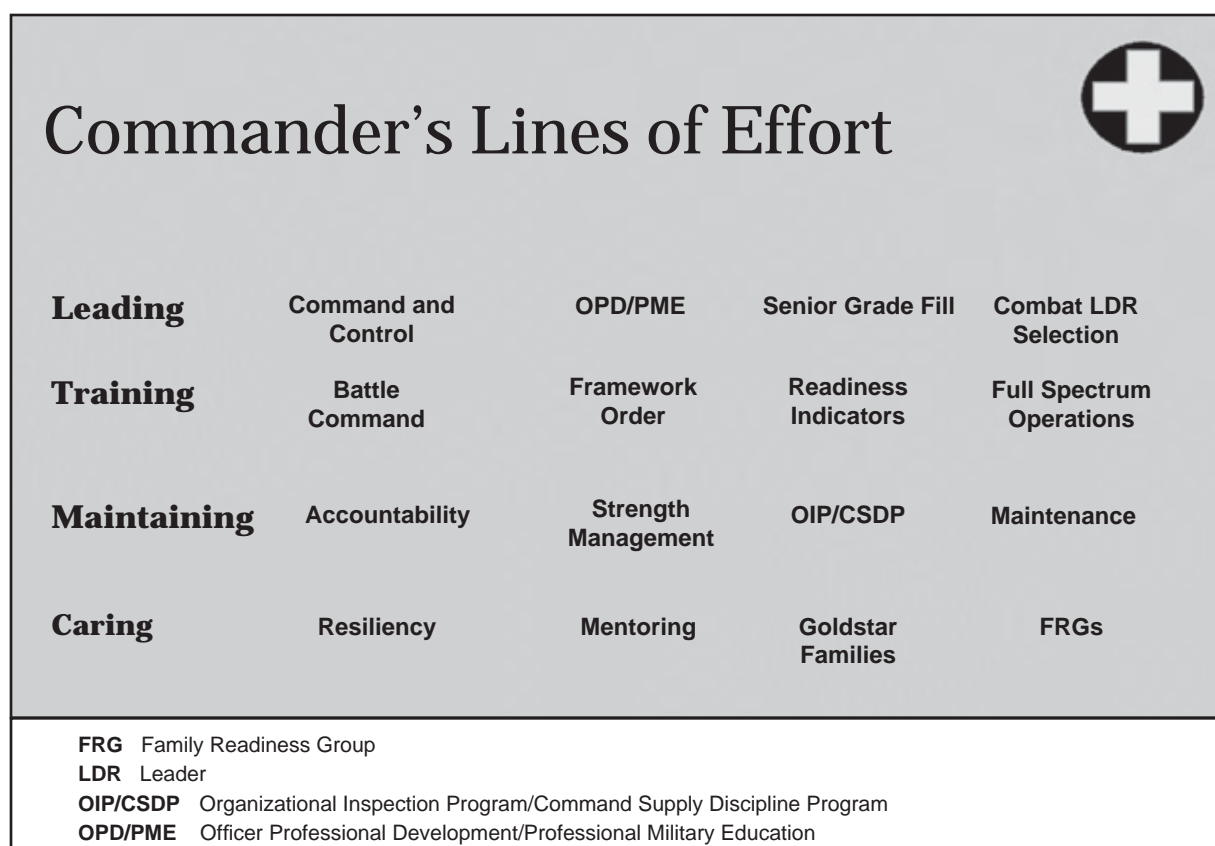 Commander’s Lines of Effort
Leading
Command and
Control
OPD/PME
Senior Grade Fill
Combat LDR
Selection
Training
Battle
Command
Framework
Order
Readiness
Indicators
Full Spectrum
Operations
Maintaining
Accountability
Strength
Management
OIP/CSDP
Maintenance
Caring
Resiliency
Mentoring
Goldstar
Families
FRGs
FRG Family Readiness Group
LDR Leader
OIP/CSDP Organizational Inspection Program/Command Supply Discipline Program
OPD/PME Officer Professional Development/Professional Military Education